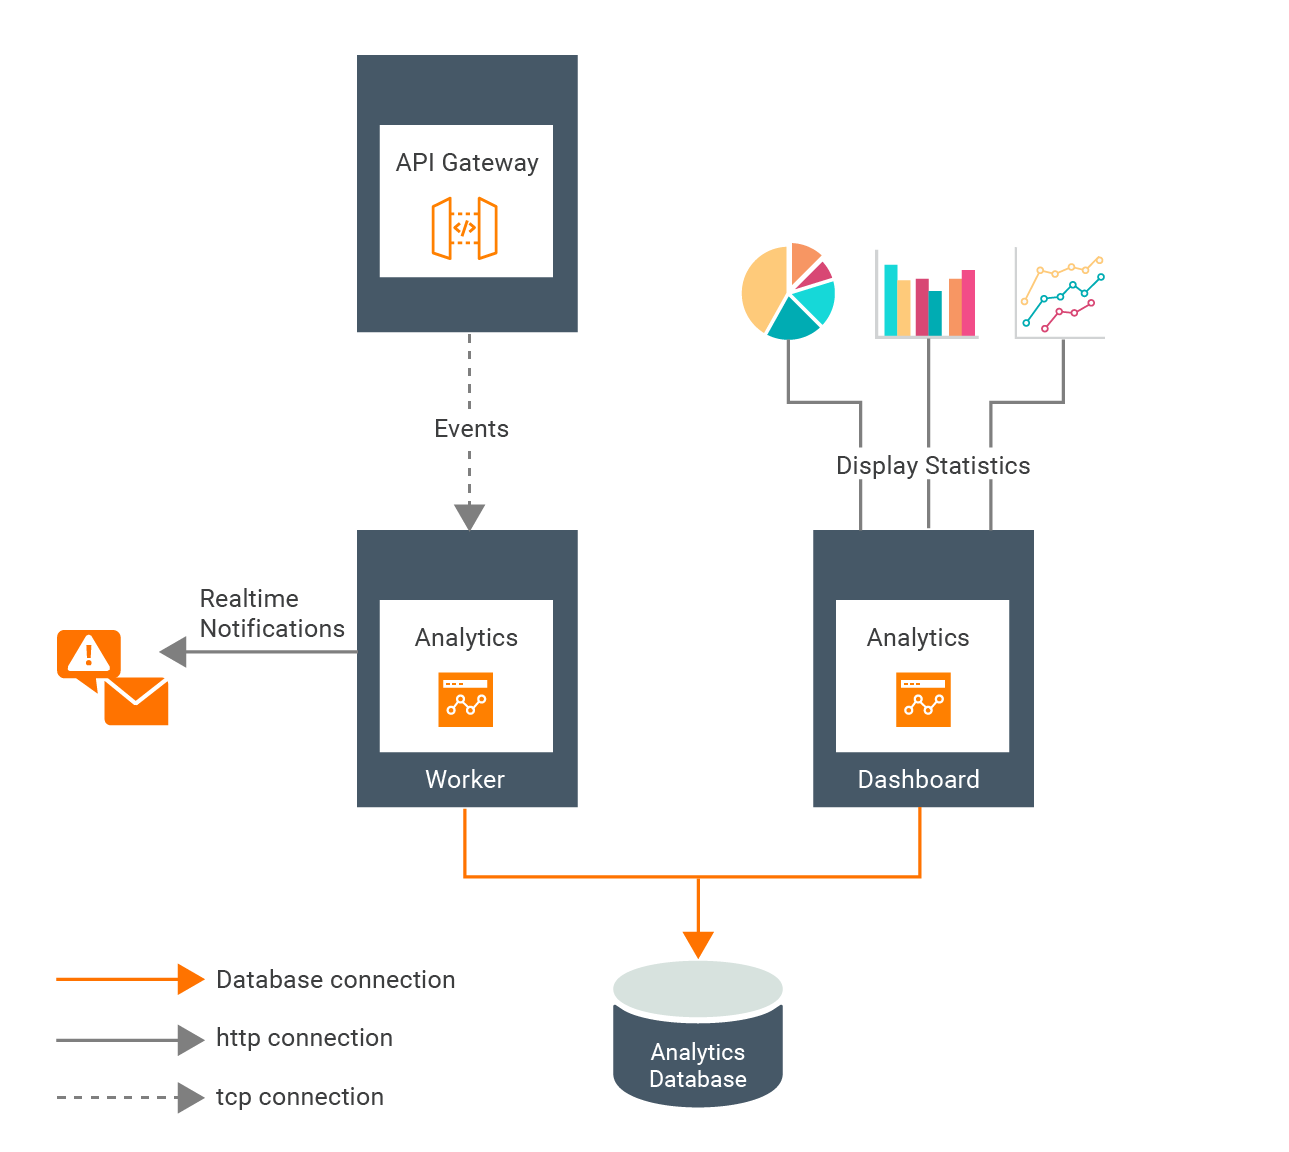 API Gateway
</>
Events
Display Statistics
Realtime
Notifications
Analytics
Worker
Analytics
Dashboard
Database connection
http connection
tcp connection
Analytics
Database